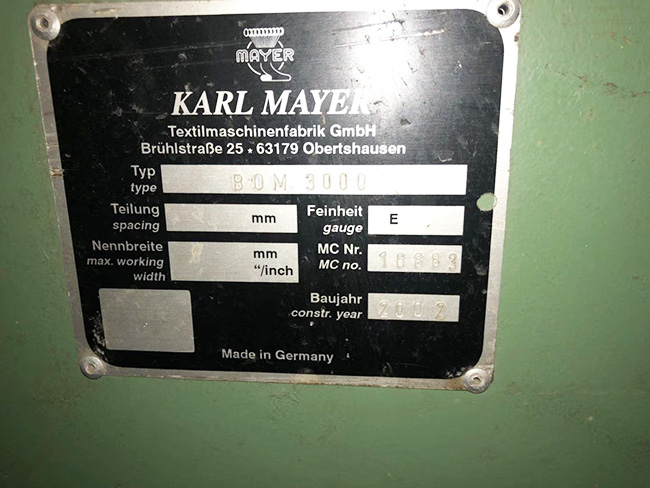 MAYER
KARL MAYER
Textilmaschinenfabrik GmbH
Brühlstraße 25 ★ 63179 Obertshausen
Typ
type
BDM 3000
Teilung
spacing
mm
Feinheit
gauge
E
Nennbreite
max. working
width
mm
“/inch
MC Nr.
MC no.
Baujahr
constr. year
2002
Made in Germany